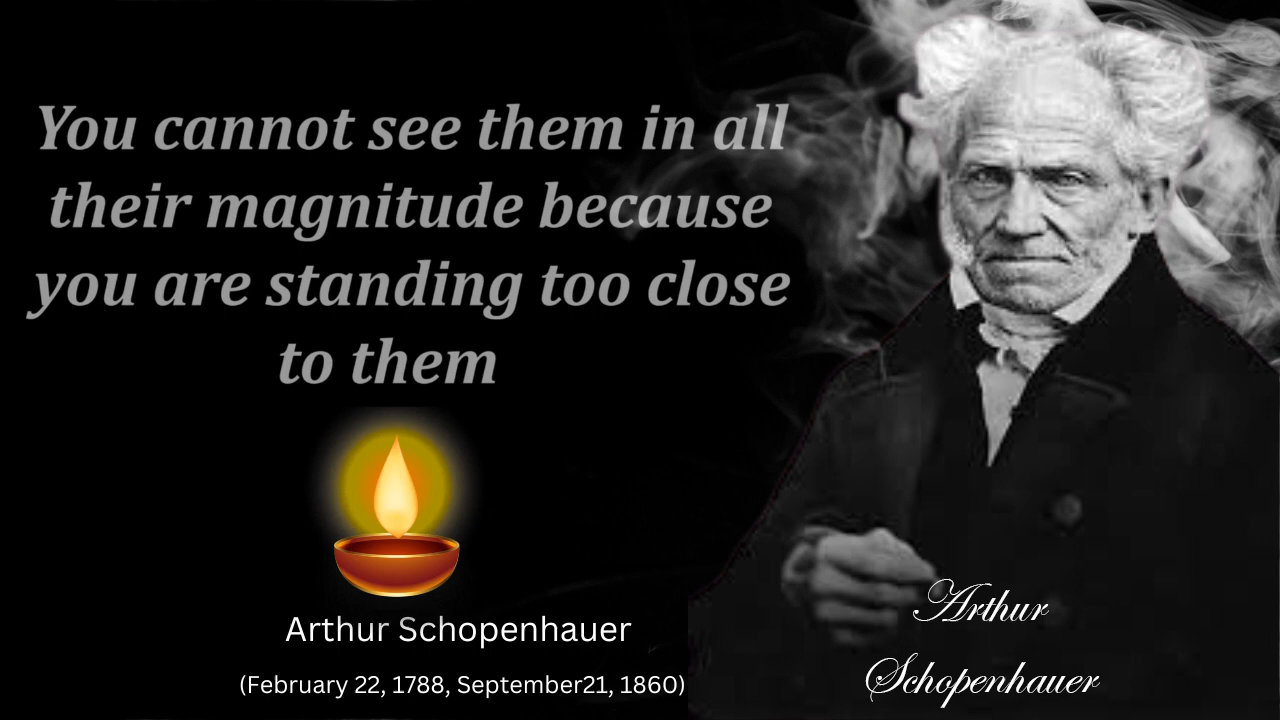 You cannot see them in all
their magnitude because
you are standing too close
to them
Arthur Schopenhauer
(February 22, 1788, September21, 1860)
Arthur
Schopenhauer